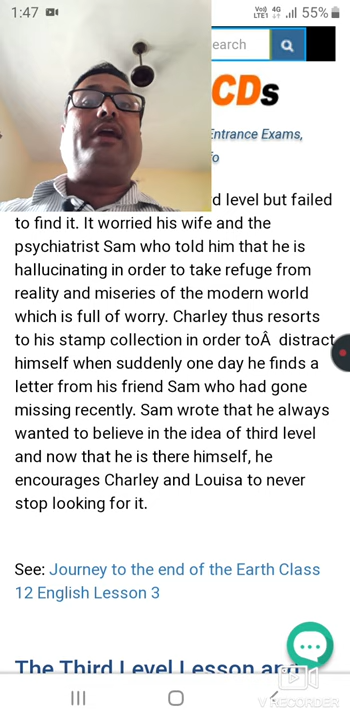 1:47
Vo)) 4G
LTE1
55%
earch
CDs
Entrance Exams,
d level but failed
to find it. It worried his wife and the
psychiatrist Sam who told him that he is
hallucinating in order to take refuge from
reality and miseries of the modern world
which is full of worry. Charley thus resorts
to his stamp collection in order toÂ distract
himself when suddenly one day he finds a
letter from his friend Sam who had gone
missing recently. Sam wrote that he always
wanted to believe in the idea of third level
and now that he is there himself, he
encourages Charley and Louisa to never
stop looking for it.
See: Journey to the end of the Earth Class
12 English Lesson 3
The Third Level Lesson and
V RECORDER